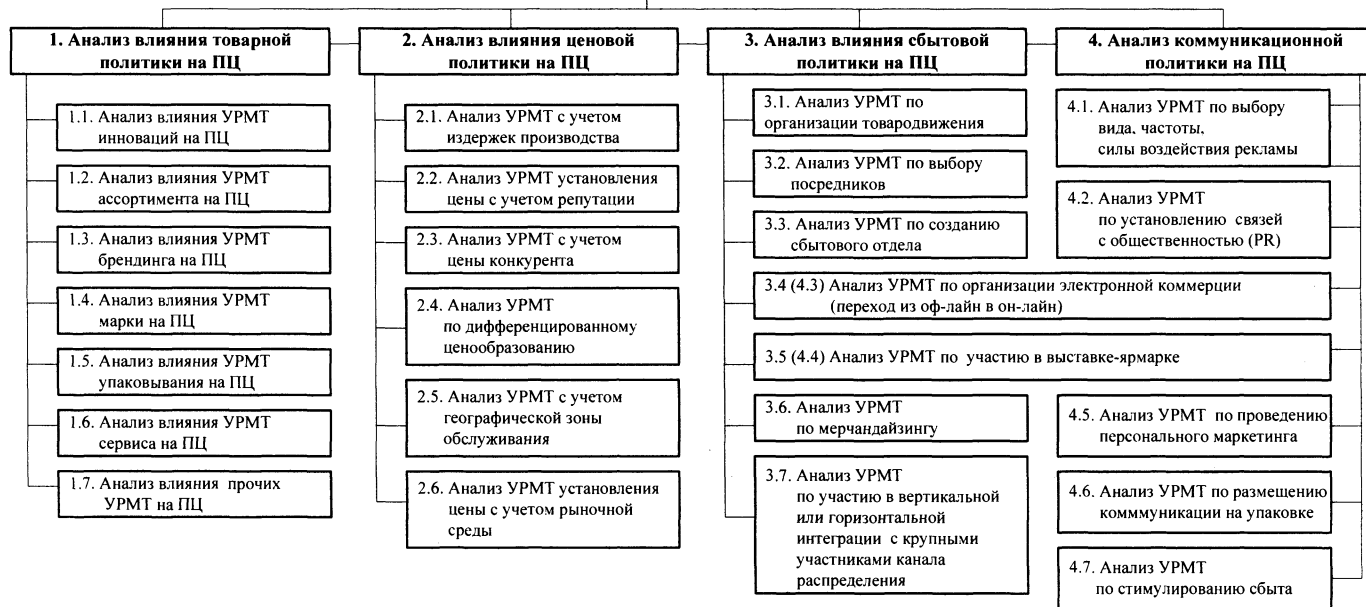 1. Анализ влияния товарной
политики на ПЦ
1.1. Анализ влияния УРМТ
инноваций на ПЦ
1.2. Анализ влияния УРМТ
ассортимента на ПЦ
1.3. Анализ влияния УРМТ
брендинга на ПЦ
1.4. Анализ влияния УРМТ
марки на ПЦ
1.5. Анализ влияния УРМТ
упаковывания на ПЦ
1.6. Анализ влияния УРМТ
сервиса на ПЦ
1.7. Анализ влияния прочих
УРМТ на ПЦ
2. Анализ влияния ценовой
политики на ПЦ
2.1. Анализ УРМТ с учетом
издержек производства
2.2. Анализ УРМТ установления
цены с учетом репутации
2.3. Анализ УРМТ с учетом
цены конкурента
2.4. Анализ УРМТ
по дифференцированному
ценообразованию
2.5. Анализ УРМТ с учетом
географической зоны
обслуживания
2.6. Анализ УРМТ установления
цены с учетом рыночной
среды
3. Анализ влияния сбытовой
политики на ПЦ
3.1. Анализ УРМТ по
организации товародвижения
3.2. Анализ УРМТ по выбору
посредников
3.3. Анализ УРМТ по созданию
сбытового отдела
3.4 (4.3) Анализ УРМТ по организации электронной коммерции
(переход из оф-лайн в он-лайн)
3.5 (4.4) Анализ УРМТ по участию в выставке-ярмарке
3.6. Анализ УРМТ
по мерчандайзингу
3.7. Анализ УРМТ
по участию в вертикальной
или горизонтальной
интеграции с крупными
участниками канала
распределения
4. Анализ коммуникационной
политики на ПЦ
4.1. Анализ УРМТ по выбору
вида, частоты,
силы воздействия рекламы
4.2. Анализ УРМТ
по установлению связей
с общественностью (PR)
4.5. Анализ УРМТ по проведению
персонального маркетинга
4.6. Анализ УРМТ по размещению
комммуникации на упаковке
4.7. Анализ УРМТ
по стимулированию сбыта